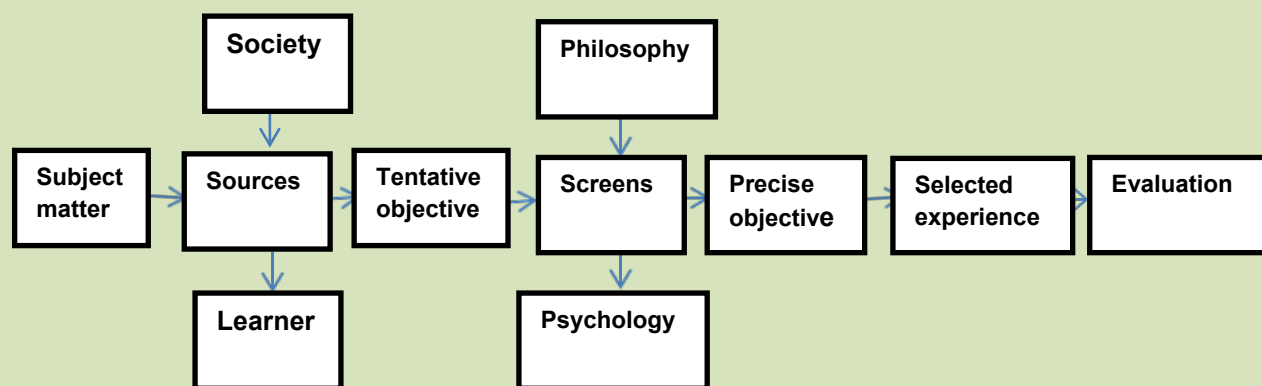 Society
Philosophy
Subject
matter
Sources
Tentative
objective
Screens
Precise
objective
Selected
experience
Evaluation
Learner
Psychology